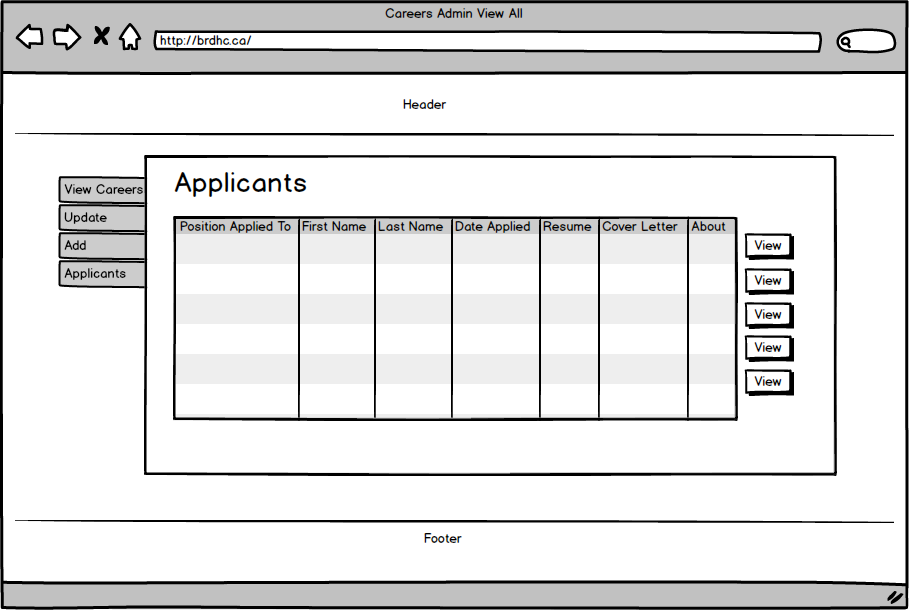 Careers Admin View All
http://brdhc.ca/
Header
View Careers
Update
Add
Applicants
Applicants
Position Applied To First Name Last Name Date Applied Resume Cover Letter About
View
View
View
View
View
Footer